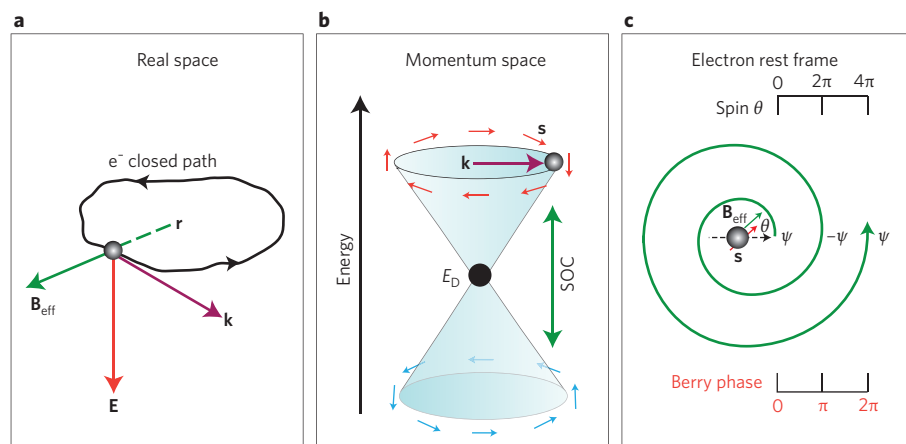 a
Real space
e⁻ closed path
r
B_eff
k
E
b
Momentum space
s
k
Energy
E_D
SOC
c
Electron rest frame
0 2π 4π
Spin θ
B_eff
θ
ψ -ψ ψ
s
Berry phase
0 π 2π